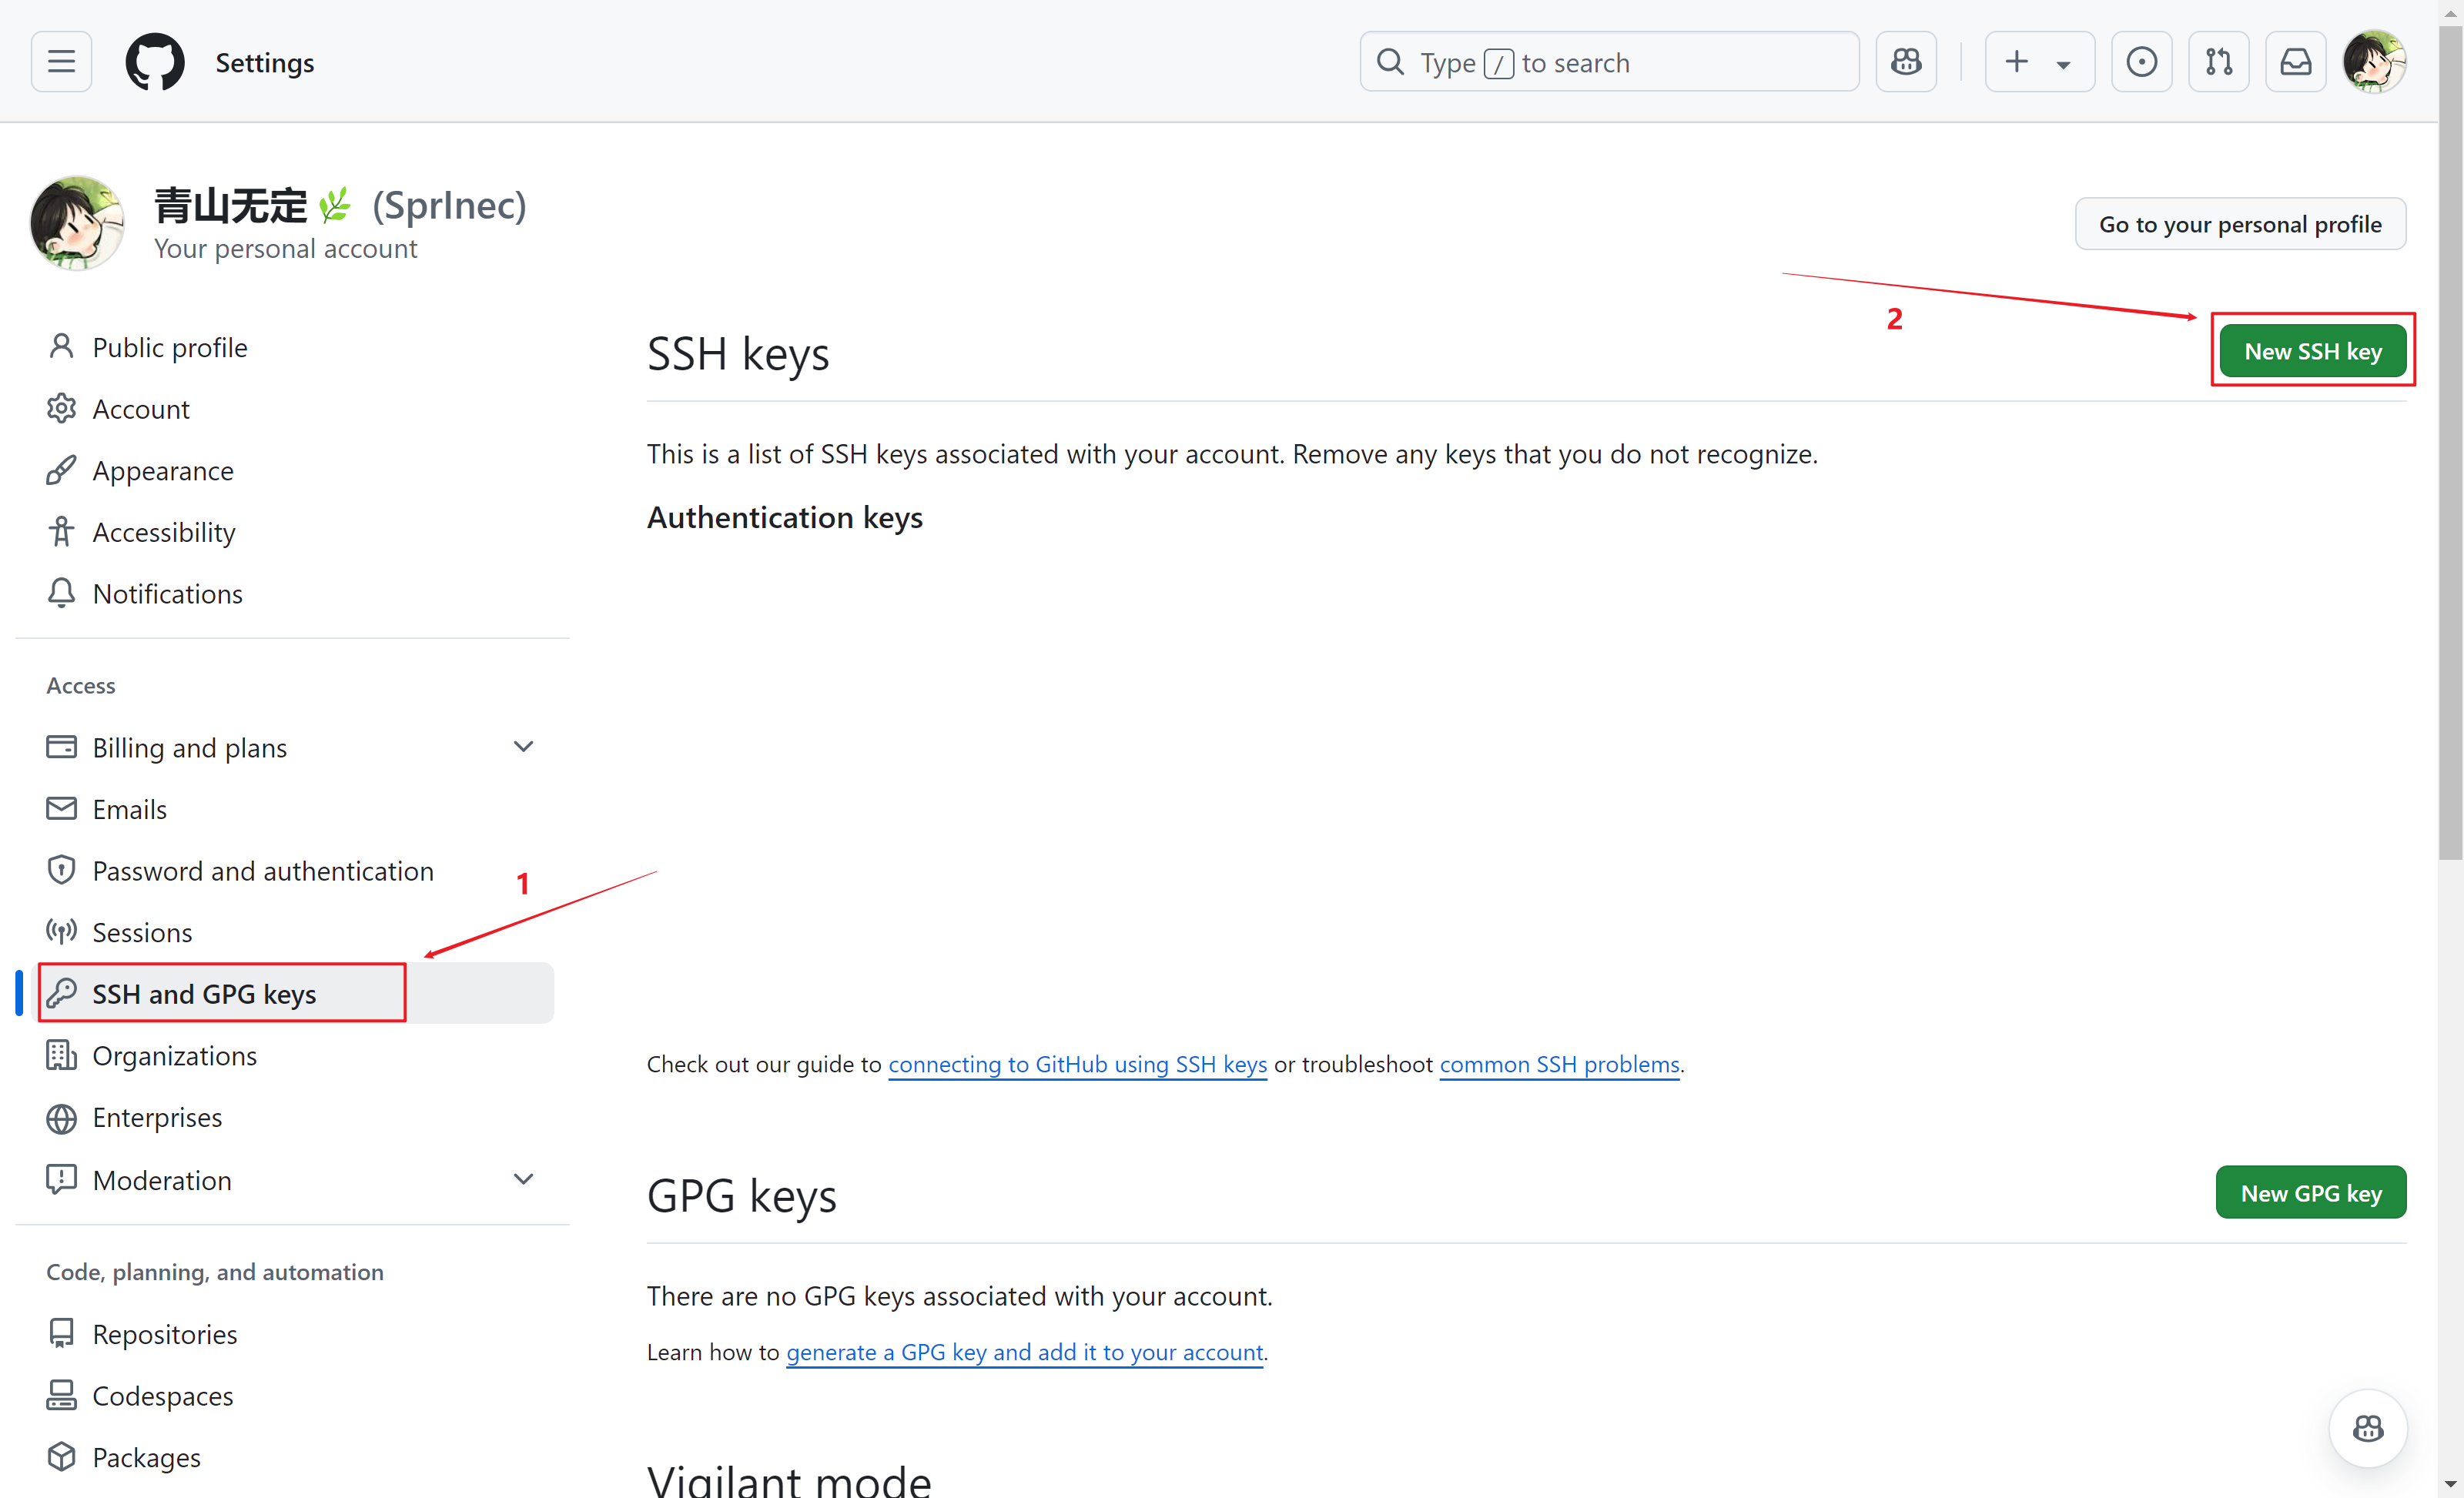 Settings
Type / to search
青山无定🌿 (SprInec)
Your personal account
Go to your personal profile
Public profile
Account
Appearance
Accessibility
Notifications
Access
Billing and plans
Emails
Password and authentication
Sessions
SSH and GPG keys
Organizations
Enterprises
Moderation
Code, planning, and automation
Repositories
Codespaces
Packages
1
2
SSH keys
New SSH key
This is a list of SSH keys associated with your account. Remove any keys that you do not recognize.
Authentication keys
Check out our guide to connecting to GitHub using SSH keys or troubleshoot common SSH problems.
GPG keys
New GPG key
There are no GPG keys associated with your account.
Learn how to generate a GPG key and add it to your account.
Vigilant mode